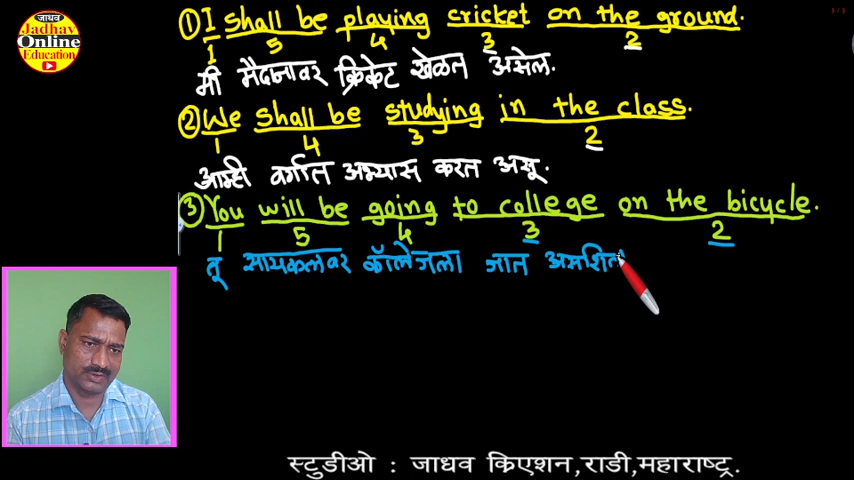 जाधव
Jadhav
Online
Education
3 / 3
① I shall be playing cricket on the ground.
1 5 4 3 2
मी मैदानावर क्रिकेट खेळत असेल.
② We shall be studying in the class.
1 4 3 2
आम्ही वर्गात अभ्यास करत असू.
③ You will be going to college on the bicycle.
1 5 4 3 2
तू सायकलवर कॉलेजला जात असशिल
स्टुडीओ : जाधव किएशन,राडी,महाराष्ट्र.